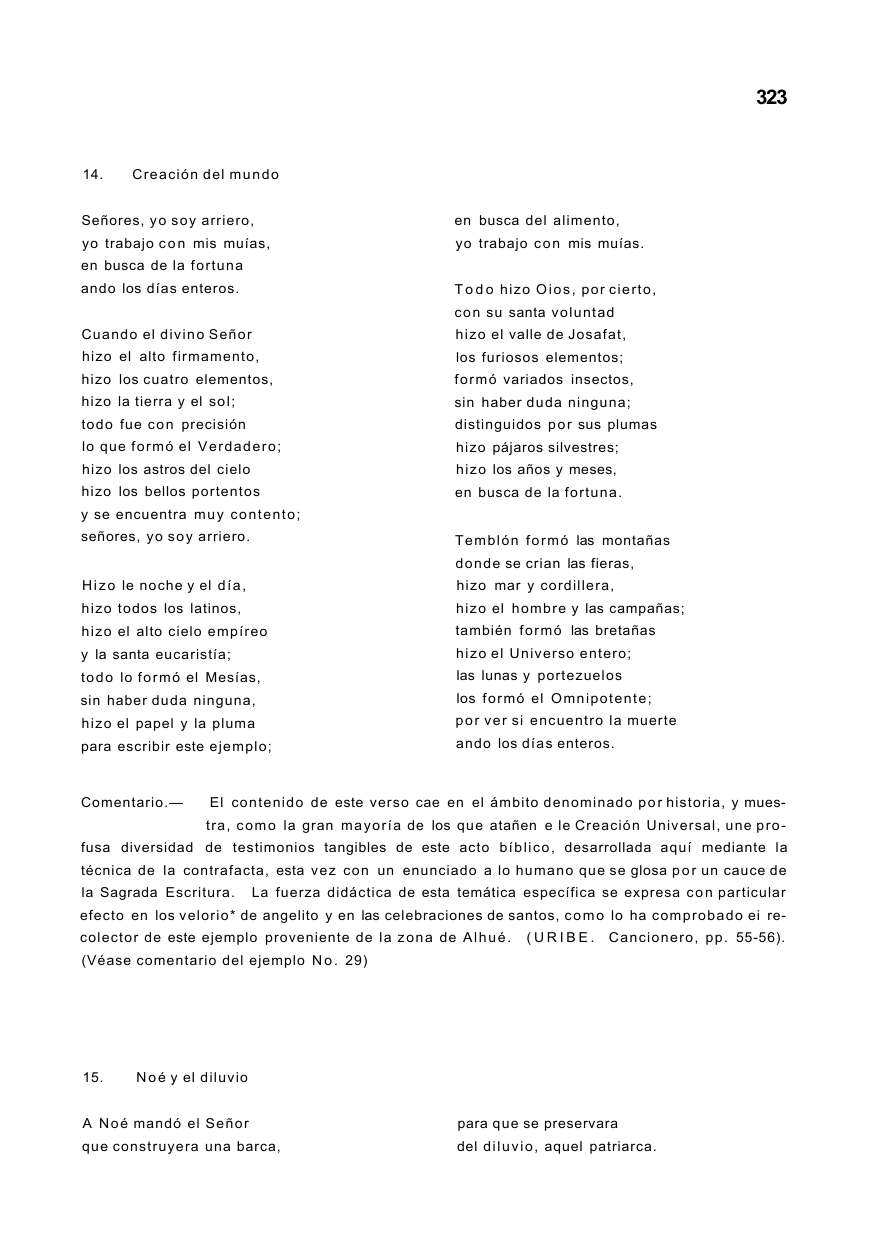 323
14. Creación del mundo
Señores, yo soy arriero,
yo trabajo con mis muías,
en busca de la fortuna
ando los días enteros.
Cuando el divino Señor
hizo el alto firmamento,
hizo los cuatro elementos,
hizo la tierra y el sol;
todo fue con precisión
lo que formó el Verdadero;
hizo los astros del cielo
hizo los bellos portentos
y se encuentra muy contento;
señores, yo soy arriero.
Hizo le noche y el día,
hizo todos los latinos,
hizo el alto cielo empíreo
y la santa eucaristía;
todo lo formó el Mesías,
sin haber duda ninguna,
hizo el papel y la pluma
para escribir este ejemplo;
en busca del alimento,
yo trabajo con mis muías.
Todo hizo Oios, por cierto,
con su santa voluntad
hizo el valle de Josafat,
los furiosos elementos;
formó variados insectos,
sin haber duda ninguna;
distinguidos por sus plumas
hizo pájaros silvestres;
hizo los años y meses,
en busca de la fortuna.
Temblón formó las montañas
donde se crian las fieras,
hizo mar y cordillera,
hizo el hombre y las campañas;
también formó las bretañas
hizo el Universo entero;
las lunas y portezuelos
los formó el Omnipotente;
por ver si encuentro la muerte
ando los días enteros.
Comentario.— El contenido de este verso cae en el ámbito denominado por historia, y mues-
tra, como la gran mayoría de los que atañen e le Creación Universal, une pro-
fusa diversidad de testimonios tangibles de este acto bíblico, desarrollada aquí mediante la
técnica de la contrafacta, esta vez con un enunciado a lo humano que se glosa por un cauce de
la Sagrada Escritura. La fuerza didáctica de esta temática específica se expresa con particular
efecto en los velorio* de angelito y en las celebraciones de santos, como lo ha comprobado ei re-
colector de este ejemplo proveniente de la zona de Alhué. (URIBE. Cancionero, pp. 55-56).
(Véase comentario del ejemplo No. 29)
15. Noé y el diluvio
A Noé mandó el Señor
que construyera una barca,
para que se preservara
del diluvio, aquel patriarca.